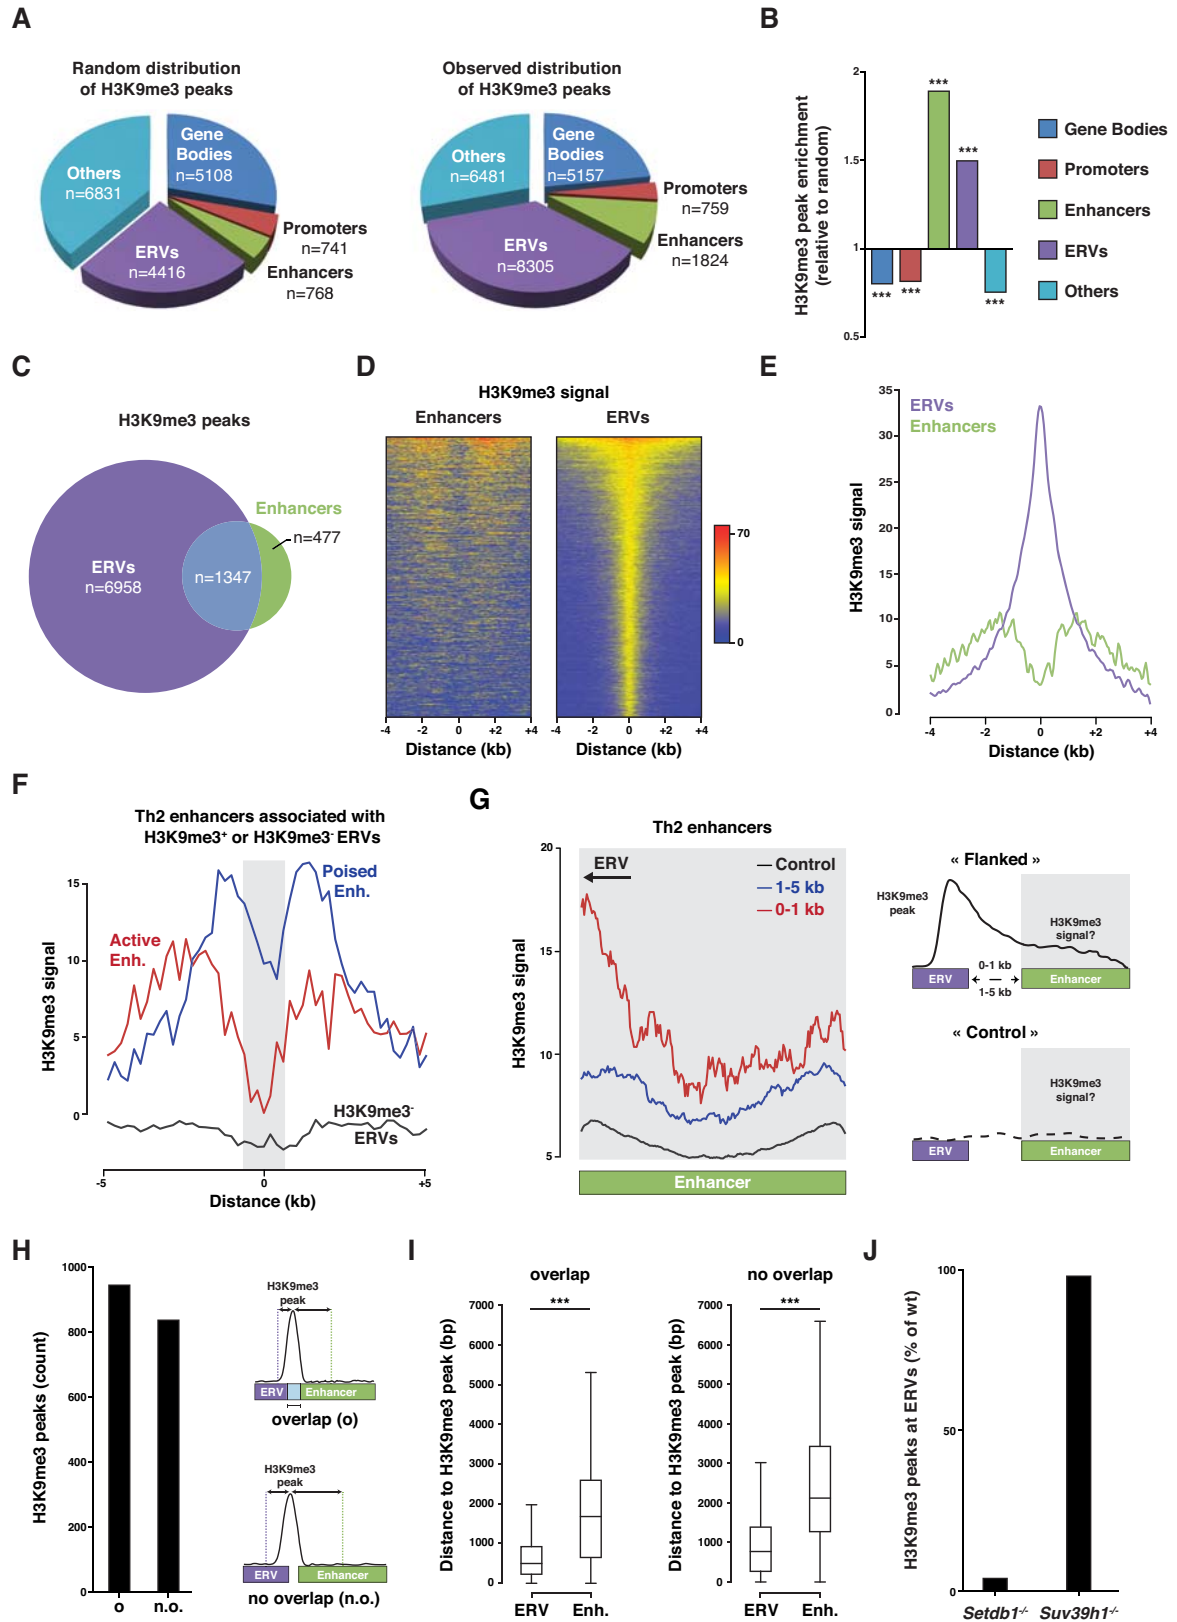 A
Random distribution
of H3K9me3 peaks
Others
n=6831
Gene
Bodies
n=5108
ERVs
n=4416
Promoters
n=741
Enhancers
n=768
Observed distribution
of H3K9me3 peaks
Others
n=6481
Gene
Bodies
n=5157
ERVs
n=8305
Promoters
n=759
Enhancers
n=1824
B
H3K9me3 peak enrichment
(relative to random)
2
1.5
1
0.5
***
***
***
***
***
Gene Bodies
Promoters
Enhancers
ERVs
Others
C
H3K9me3 peaks
ERVs
n=6958
n=1347
Enhancers
n=477
D
H3K9me3 signal
Enhancers
ERVs
-4 -2 0 +2 +4
Distance (kb)
-4 -2 0 +2 +4
Distance (kb)
70
0
E
H3K9me3 signal
35
30
25
20
15
10
5
0
ERVs
Enhancers
-4 -2 0 +2 +4
Distance (kb)
F
Th2 enhancers associated with
H3K9me3+ or H3K9me3- ERVs
H3K9me3 signal
15
10
5
0
Poised
Enh.
Active
Enh.
H3K9me3-
ERVs
-5 0 +5
Distance (kb)
G
Th2 enhancers
H3K9me3 signal
20
15
10
5
ERV
Control
1-5 kb
0-1 kb
Enhancer
« Flanked »
H3K9me3
peak
H3K9me3
signal?
0-1 kb
1-5 kb
ERV
Enhancer
« Control »
H3K9me3
signal?
ERV
Enhancer
H
H3K9me3 peaks (count)
1000
800
600
400
200
0
o n.o.
H3K9me3
peak
ERV
Enhancer
overlap (o)
H3K9me3
peak
ERV
Enhancer
no overlap (n.o.)
I
overlap
***
Distance to H3K9me3 peak (bp)
7000
6000
5000
4000
3000
2000
1000
0
ERV Enh.
no overlap
***
Distance to H3K9me3 peak (bp)
7000
6000
5000
4000
3000
2000
1000
0
ERV Enh.
J
H3K9me3 peaks at ERVs (% of wt)
100
50
0
Setdb1-/- Suv39h1-/-